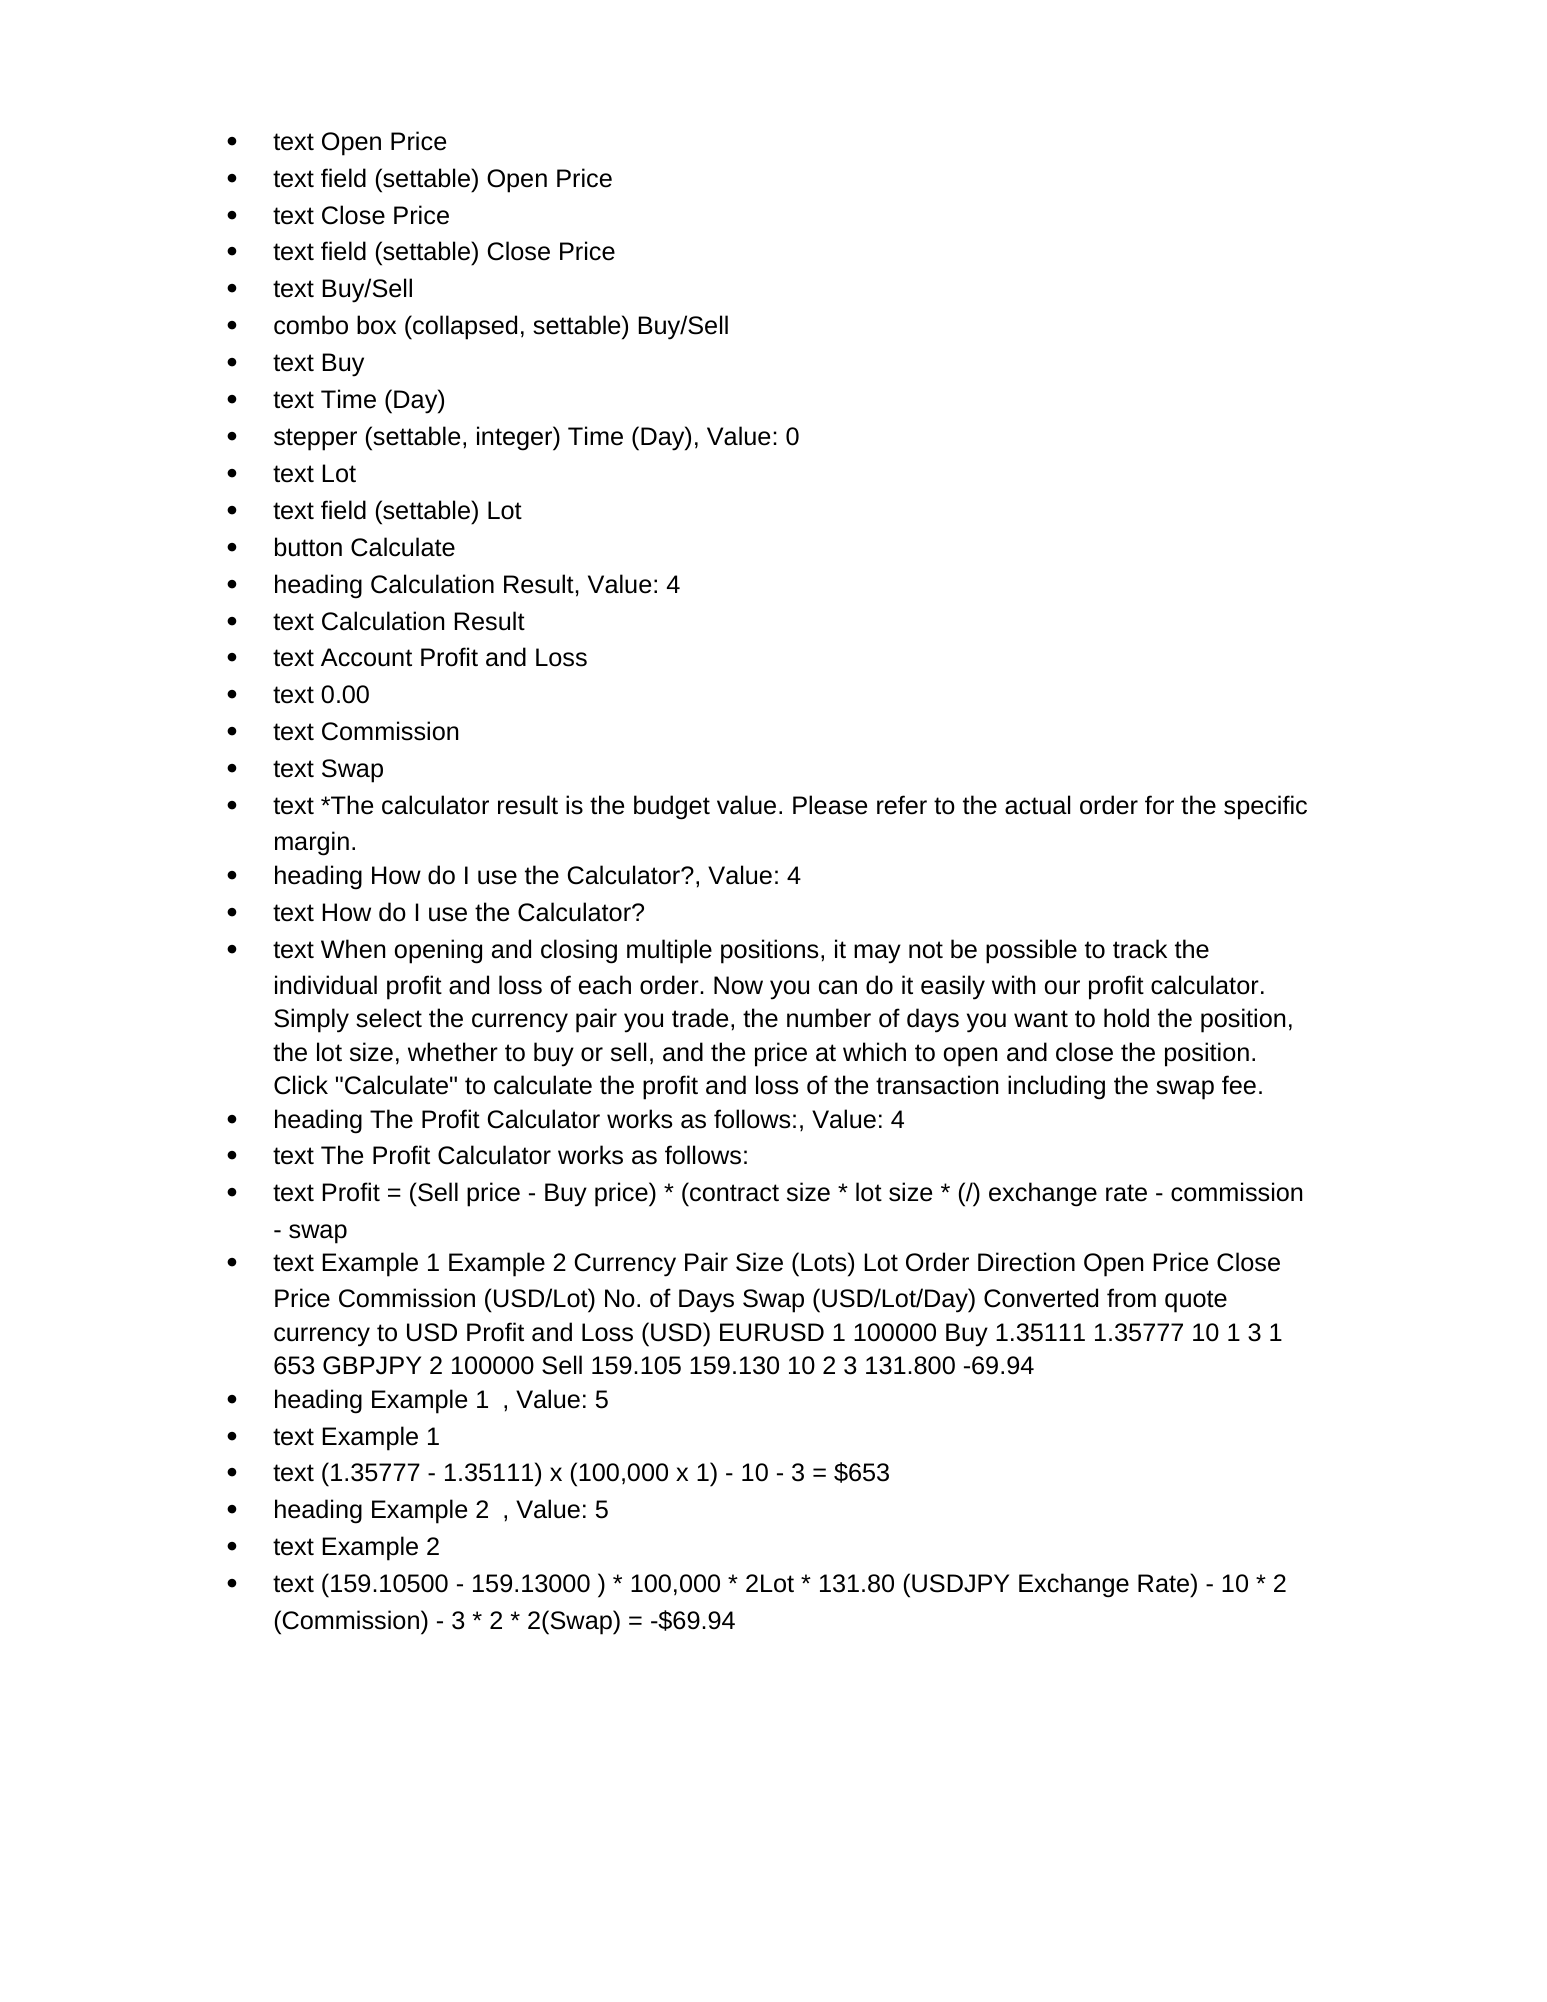 • text Open Price
• text field (settable) Open Price
• text Close Price
• text field (settable) Close Price
• text Buy/Sell
• combo box (collapsed, settable) Buy/Sell
• text Buy
• text Time (Day)
• stepper (settable, integer) Time (Day), Value: 0
• text Lot
• text field (settable) Lot
• button Calculate
• heading Calculation Result, Value: 4
• text Calculation Result
• text Account Profit and Loss
• text 0.00
• text Commission
• text Swap
• text *The calculator result is the budget value. Please refer to the actual order for the specific
margin.
• heading How do I use the Calculator?, Value: 4
• text How do I use the Calculator?
• text When opening and closing multiple positions, it may not be possible to track the
individual profit and loss of each order. Now you can do it easily with our profit calculator.
Simply select the currency pair you trade, the number of days you want to hold the position,
the lot size, whether to buy or sell, and the price at which to open and close the position.
Click "Calculate" to calculate the profit and loss of the transaction including the swap fee.
• heading The Profit Calculator works as follows:, Value: 4
• text The Profit Calculator works as follows:
• text Profit = (Sell price - Buy price) * (contract size * lot size * (/) exchange rate - commission
- swap
• text Example 1 Example 2 Currency Pair Size (Lots) Lot Order Direction Open Price Close
Price Commission (USD/Lot) No. of Days Swap (USD/Lot/Day) Converted from quote
currency to USD Profit and Loss (USD) EURUSD 1 100000 Buy 1.35111 1.35777 10 1 3 1
653 GBPJPY 2 100000 Sell 159.105 159.130 10 2 3 131.800 -69.94
• heading Example 1  , Value: 5
• text Example 1
• text (1.35777 - 1.35111) x (100,000 x 1) - 10 - 3 = $653
• heading Example 2  , Value: 5
• text Example 2
• text (159.10500 - 159.13000 ) * 100,000 * 2Lot * 131.80 (USDJPY Exchange Rate) - 10 * 2
(Commission) - 3 * 2 * 2(Swap) = -$69.94